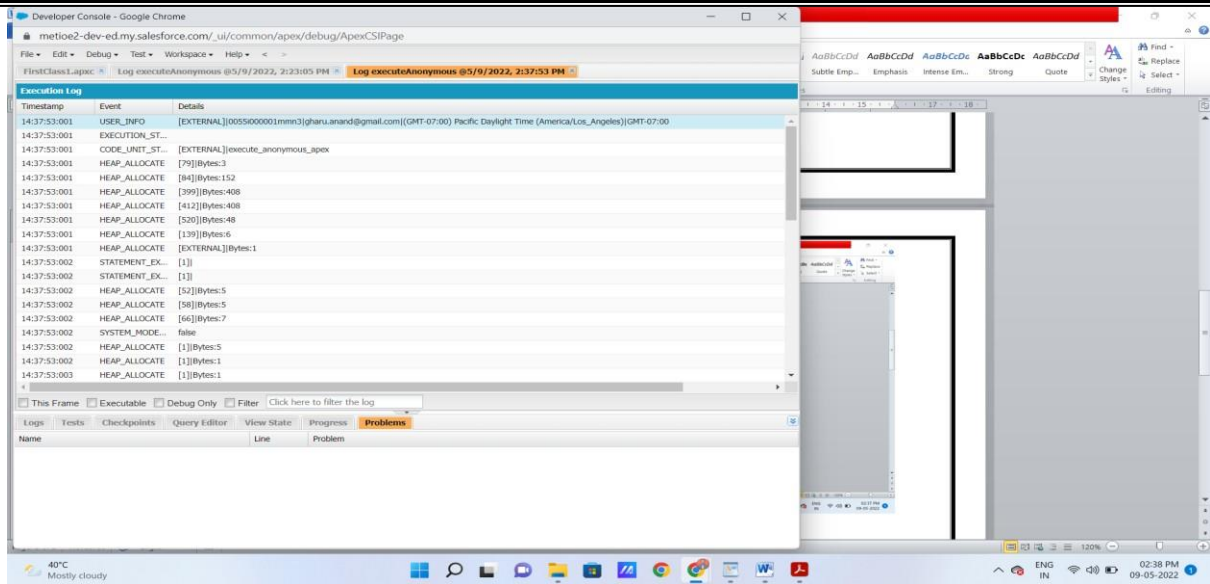 Developer Console - Google Chrome
metioe2-dev-ed.my.salesforce.com/_ui/common/apex/debug/ApexCSIPage
File Edit Debug Test Workspace Help < >
FirstClass1.apxc Log executeAnonymous @5/9/2022, 2:23:05 PM Log executeAnonymous @5/9/2022, 2:37:53 PM
Execution Log
Timestamp Event Details
14:37:53:001 USER_INFO [EXTERNAL]|0055i000001mmn3|gharu.anand@gmail.com|(GMT-07:00) Pacific Daylight Time (America/Los_Angeles)|GMT-07:00
14:37:53:001 EXECUTION_ST...
14:37:53:001 CODE_UNIT_ST... [EXTERNAL]|execute_anonymous_apex
14:37:53:001 HEAP_ALLOCATE [79]|Bytes:3
14:37:53:001 HEAP_ALLOCATE [84]|Bytes:152
14:37:53:001 HEAP_ALLOCATE [399]|Bytes:408
14:37:53:001 HEAP_ALLOCATE [412]|Bytes:408
14:37:53:001 HEAP_ALLOCATE [520]|Bytes:48
14:37:53:001 HEAP_ALLOCATE [139]|Bytes:6
14:37:53:001 HEAP_ALLOCATE [EXTERNAL]|Bytes:1
14:37:53:002 STATEMENT_EX... [1]|
14:37:53:002 STATEMENT_EX... [1]|
14:37:53:002 HEAP_ALLOCATE [52]|Bytes:5
14:37:53:002 HEAP_ALLOCATE [58]|Bytes:5
14:37:53:002 HEAP_ALLOCATE [66]|Bytes:7
14:37:53:002 SYSTEM_MODE... false
14:37:53:002 HEAP_ALLOCATE [1]|Bytes:5
14:37:53:002 HEAP_ALLOCATE [1]|Bytes:1
14:37:53:003 HEAP_ALLOCATE [1]|Bytes:1
This Frame Executable Debug Only Filter Click here to filter the log
Logs Tests Checkpoints Query Editor View State Progress Problems
Name Line Problem
AaBbCcDd AaBbCcDd AaBbCcDc AaBbCcDc AaBbCcDd
Subtle Emp... Emphasis Intense Em... Strong Quote
Change Styles
Find
Replace
Select
Editing
14 15 17 18
120%
40°C
Mostly cloudy
ENG
IN
02:38 PM
09-05-2022